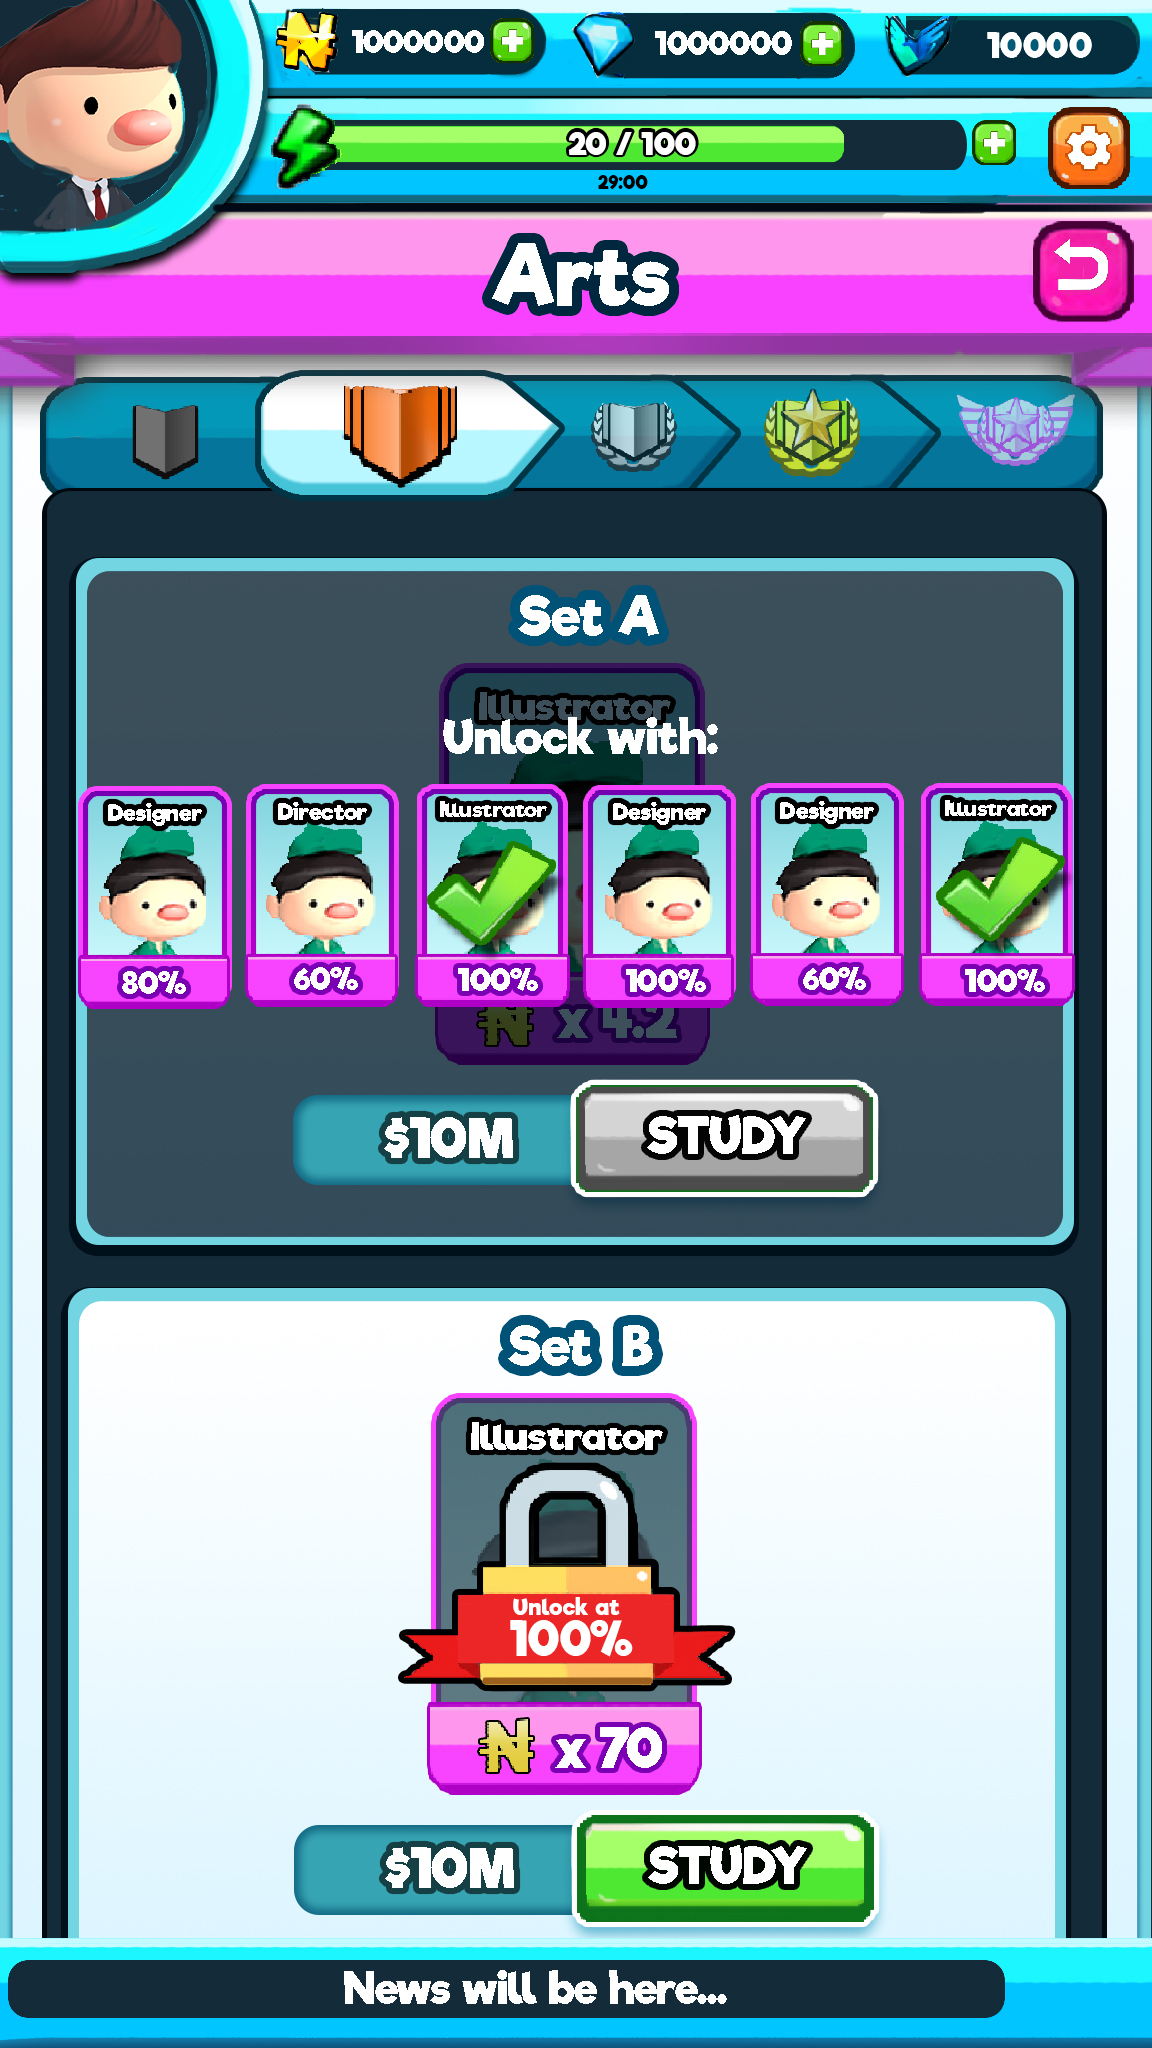 1000000
1000000
10000
20 / 100
29:00
Arts
Set A
Illustrator
Unlock with:
Designer
Director
Illustrator
Designer
Designer
Illustrator
80%
60%
100%
100%
60%
100%
₦ x 4.2
$10M
STUDY
Set B
Illustrator
Unlock at
100%
₦ x 70
$10M
STUDY
News will be here...